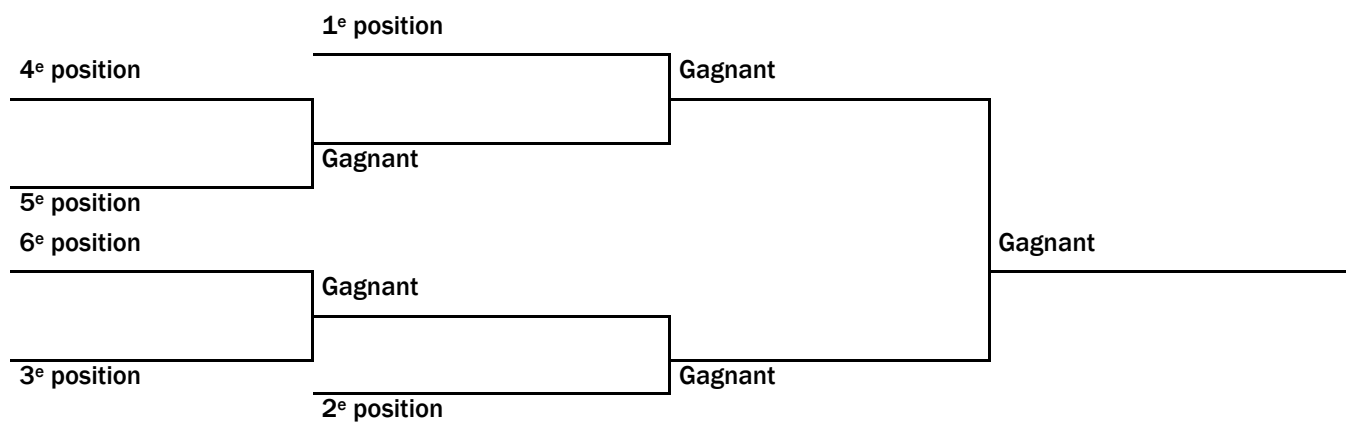 1ᵉ position
4ᵉ position
Gagnant
Gagnant
5ᵉ position
6ᵉ position
Gagnant
Gagnant
3ᵉ position
Gagnant
2ᵉ position